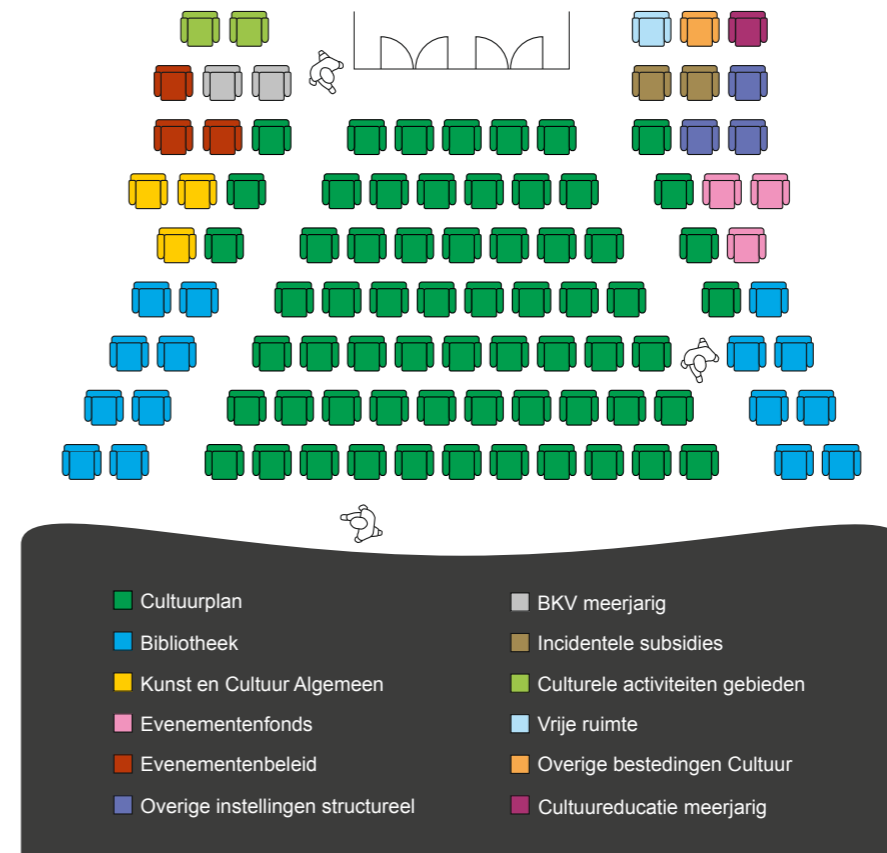 Cultuurplan
Bibliotheek
Kunst en Cultuur Algemeen
Evenementenfonds
Evenementenbeleid
Overige instellingen structureel
BKV meerjarig
Incidentele subsidies
Culturele activiteiten gebieden
Vrije ruimte
Overige bestedingen Cultuur
Cultuureducatie meerjarig